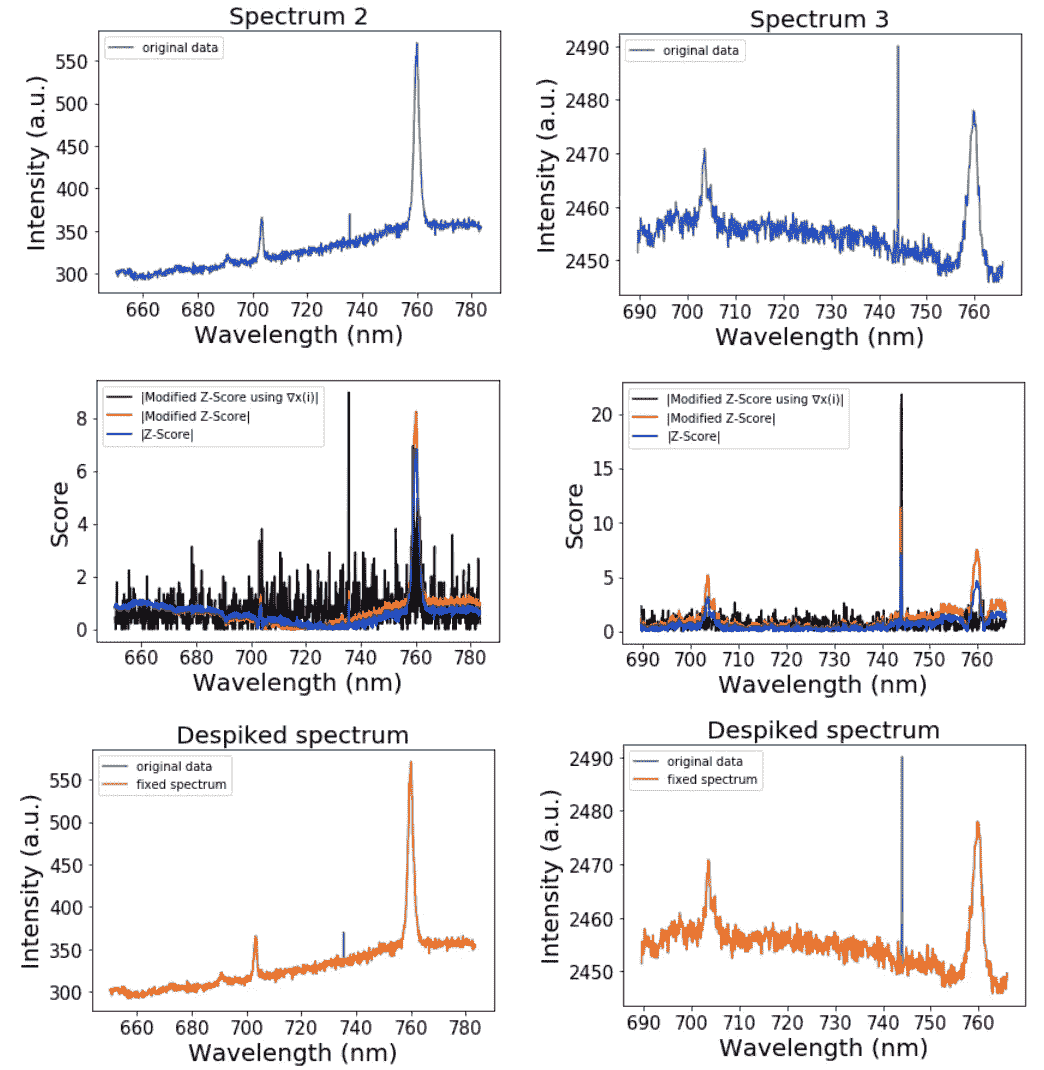 Spectrum 2
original data
Intensity (a.u.)
550
500
450
400
350
300
660 680 700 720 740 760 780
Wavelength (nm)
Spectrum 3
original data
Intensity (a.u.)
2490
2480
2470
2460
2450
690 700 710 720 730 740 750 760
Wavelength (nm)
|Modified Z-Score using ∇x(i)|
|Modified Z-Score|
|Z-Score|
Score
8
6
4
2
0
660 680 700 720 740 760 780
Wavelength (nm)
|Modified Z-Score using ∇x(i)|
|Modified Z-Score|
|Z-Score|
Score
20
15
10
5
0
690 700 710 720 730 740 750 760
Wavelength (nm)
Despiked spectrum
original data
fixed spectrum
Intensity (a.u.)
550
500
450
400
350
300
660 680 700 720 740 760 780
Wavelength (nm)
Despiked spectrum
original data
fixed spectrum
Intensity (a.u.)
2490
2480
2470
2460
2450
690 700 710 720 730 740 750 760
Wavelength (nm)